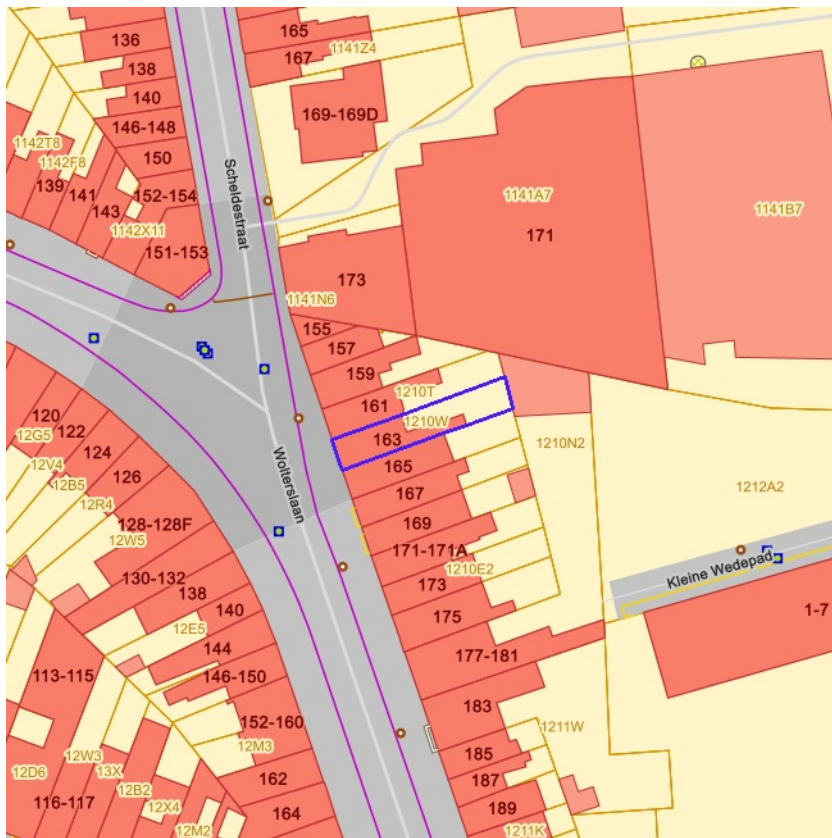 136
165
1141Z4
138
167
140
169-169D
146-148
1142T8
150
1142F8
139
141
152-154
143
1142X11
151-153
Scheldestraat
1141A7
171
1141B7
173
1141N6
155
157
159
1210T
161
1210W
163
120
12G5
122
124
12V4
12B5
126
12R4
165
1210N2
Wolterslaan
167
1212A2
128-128F
169
12W5
171-171A
1210E2
130-132
173
138
Kleine Wedepad
140
175
1-7
12E5
144
177-181
146-150
113-115
183
152-160
1211W
12M3
12W3
185
12D6
13X
162
187
12B2
116-117
12X4
164
189
12M2
1211K